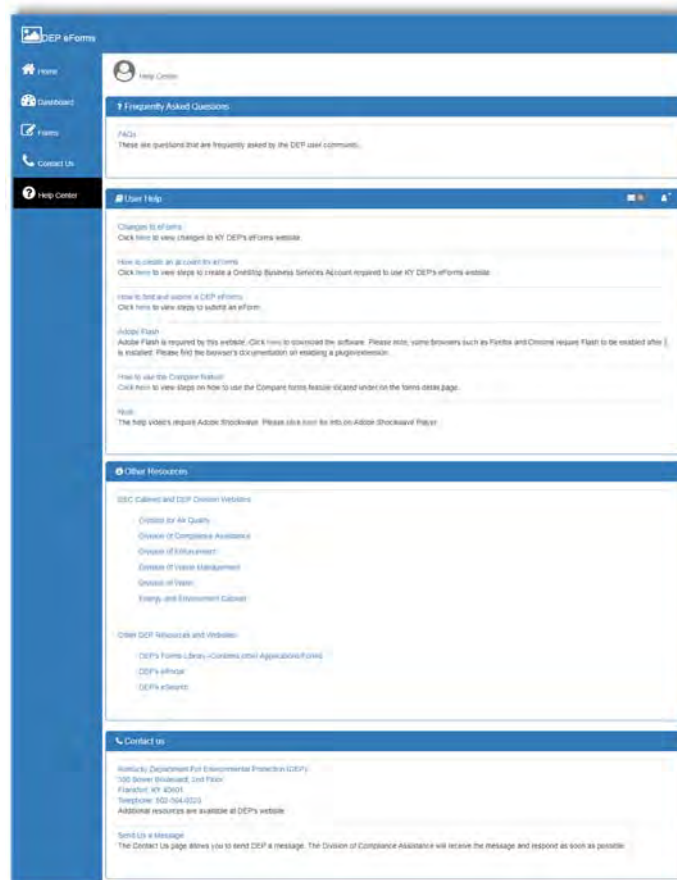 DEP eForms
Home
Dashboard
Forms
Contact Us
Help Center
Help Center
? Frequently Asked Questions
FAQs
These are questions that are frequently asked by the DEP user community.
User Help
Changes to eForms
Click here to view changes to KY DEP's eForms website.
How to create an account for eForms
Click here to view steps to create a OneStop Business Services Account required to use KY DEP's eForms website.
How to find and submit a DEP eForms
Click here to view steps to submit an eForm.
Adobe Flash
Adobe Flash is required by this website. Click here to download the software. Please note, some browsers such as Firefox and Chrome require Flash to be enabled after
is installed. Please find the browser's documentation on enabling a plugin/extension.
How to use the Compare feature
Click here to view steps on how to use the Compare forms feature located under on the forms detail page.
Note
The help video's require Adobe Shockwave. Please click here for info on Adobe Shockwave Player.
Other Resources
EEC Cabinet and DEP Division Websites
Division for Air Quality
Division of Compliance Assistance
Division of Enforcement
Division of Waste Management
Division of Water
Energy and Environment Cabinet
Other DEP Resources and Websites
DEP's Forms Library (Contains other Applications/Forms
DEP's ePortal
DEP's eSearch
Contact us
Kentucky Department For Environmental Protection (DEP)
300 Sower Boulevard, 2nd Floor
Frankfort, KY 40601
Telephone: 502-564-0323
Additional resources are available at DEP's website
Send Us a Message
The Contact Us page allows you to send DEP a message. The Division of Compliance Assistance will receive the message and respond as soon as possible.